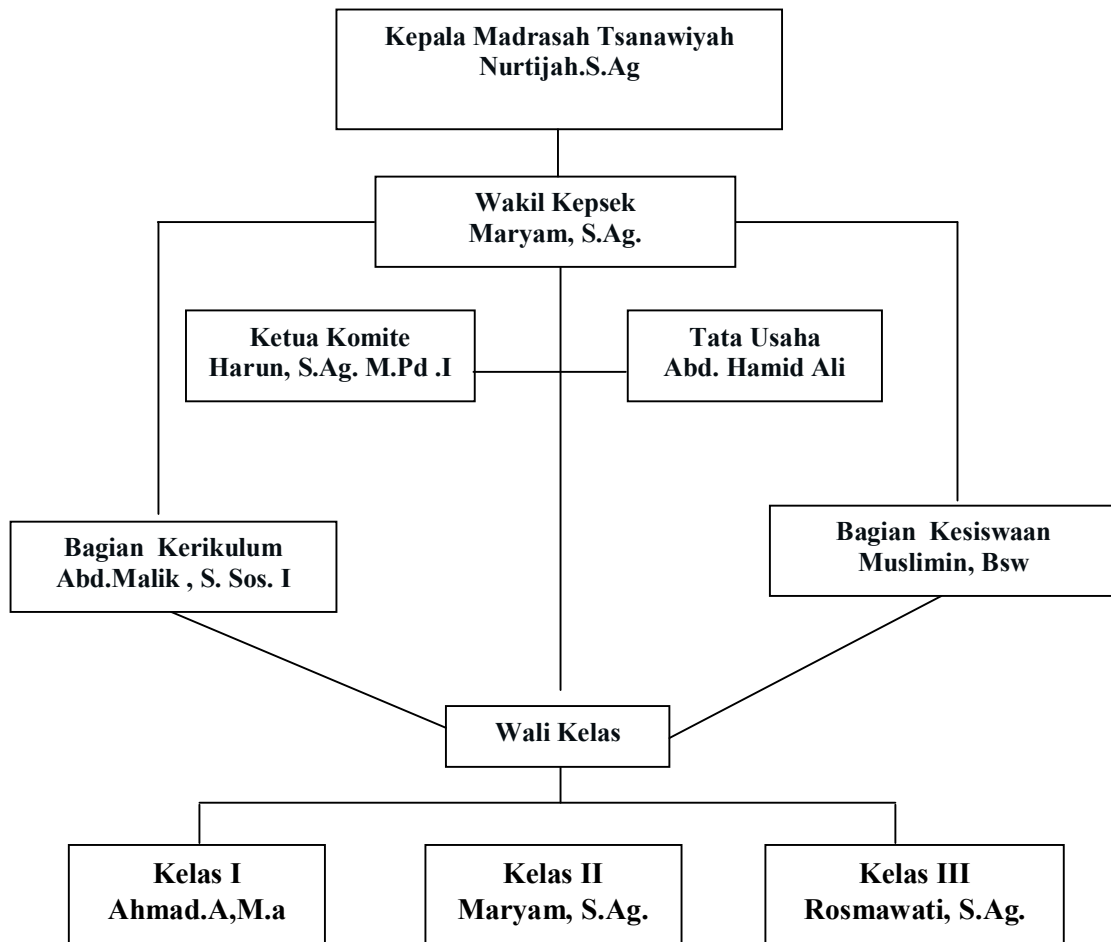 Kepala Madrasah Tsanawiyah
Nurtijah.S.Ag
Wakil Kepsek
Maryam, S.Ag.
Ketua Komite
Harun, S.Ag. M.Pd .I
Tata Usaha
Abd. Hamid Ali
Bagian Kerikulum
Abd.Malik , S. Sos. I
Bagian Kesiswaan
Muslimin, Bsw
Wali Kelas
Kelas I
Ahmad.A,M.a
Kelas II
Maryam, S.Ag.
Kelas III
Rosmawati, S.Ag.